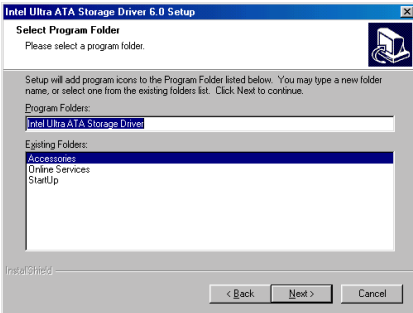 Intel Ultra ATA Storage Driver 6.0 Setup
Select Program Folder
Please select a program folder.
Setup will add program icons to the Program Folder listed below. You may type a new folder
name, or select one from the existing folders list. Click Next to continue.
Program Folders:
Intel Ultra ATA Storage Driver
Existing Folders:
Accessories
Online Services
StartUp
InstallShield
< Back Next > Cancel